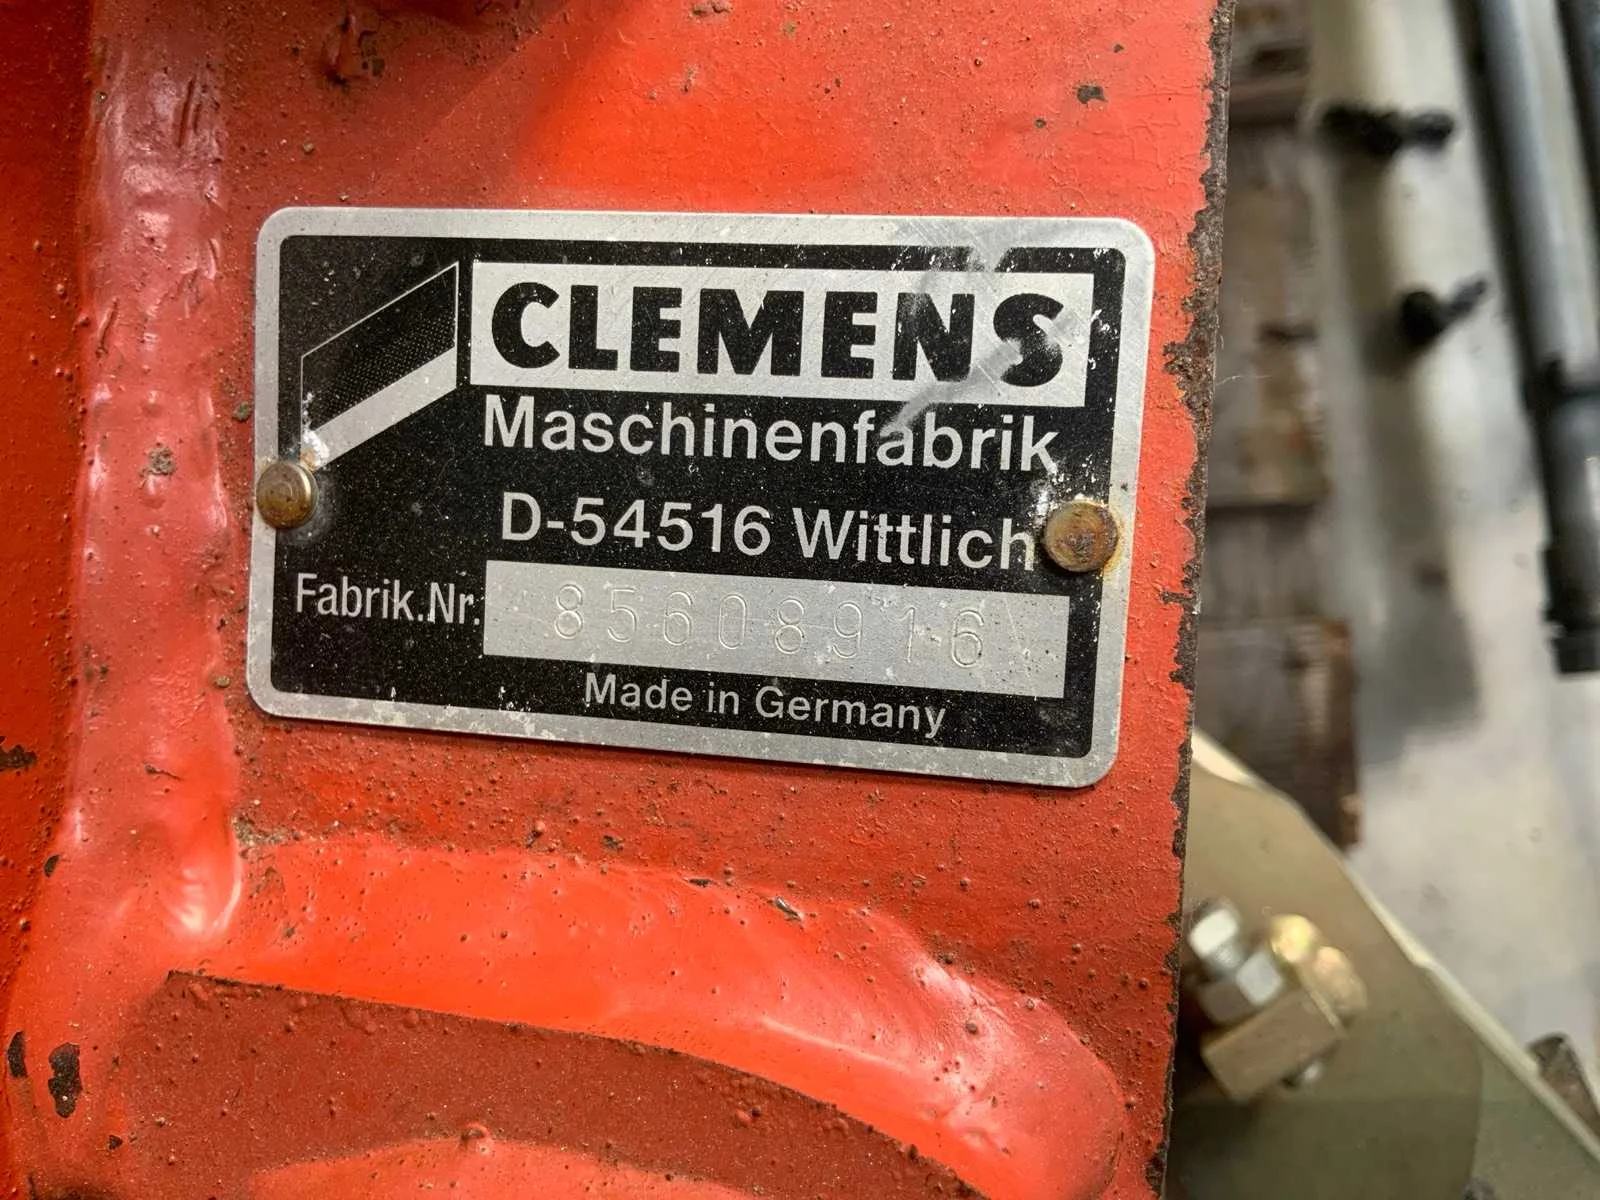 CLEMENS
Maschinenfabrik
D-54516 Wittlich
Fabrik.Nr. 85608916
Made in Germany